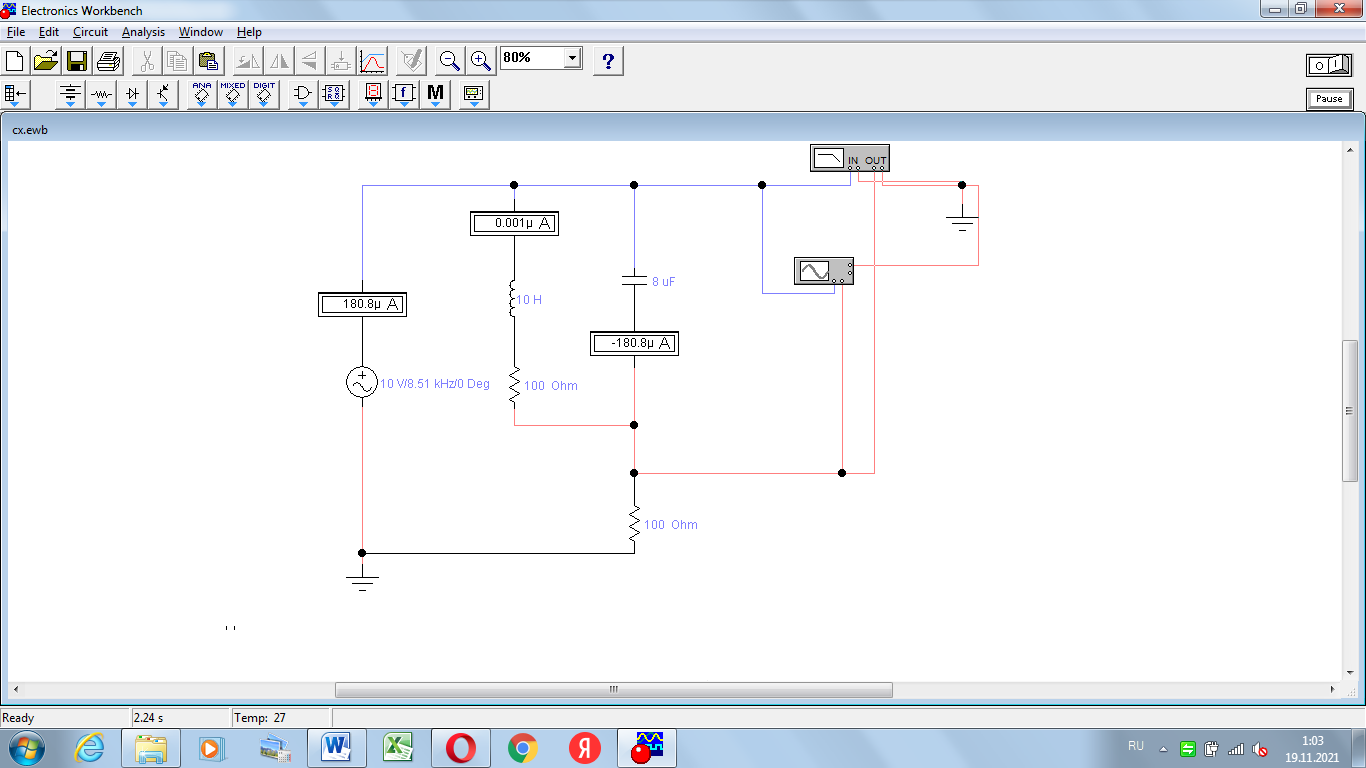 Electronics Workbench
File Edit Circuit Analysis Window Help
80%
?
ANA MIXED DIGIT
f M
O I
Pause
cx.ewb
IN OUT
0.001µ A
8 uF
10 H
180.8µ A
-180.8µ A
10 V/8.51 kHz/0 Deg
100 Ohm
100 Ohm
Ready 2.24 s Temp: 27
RU
1:03
19.11.2021